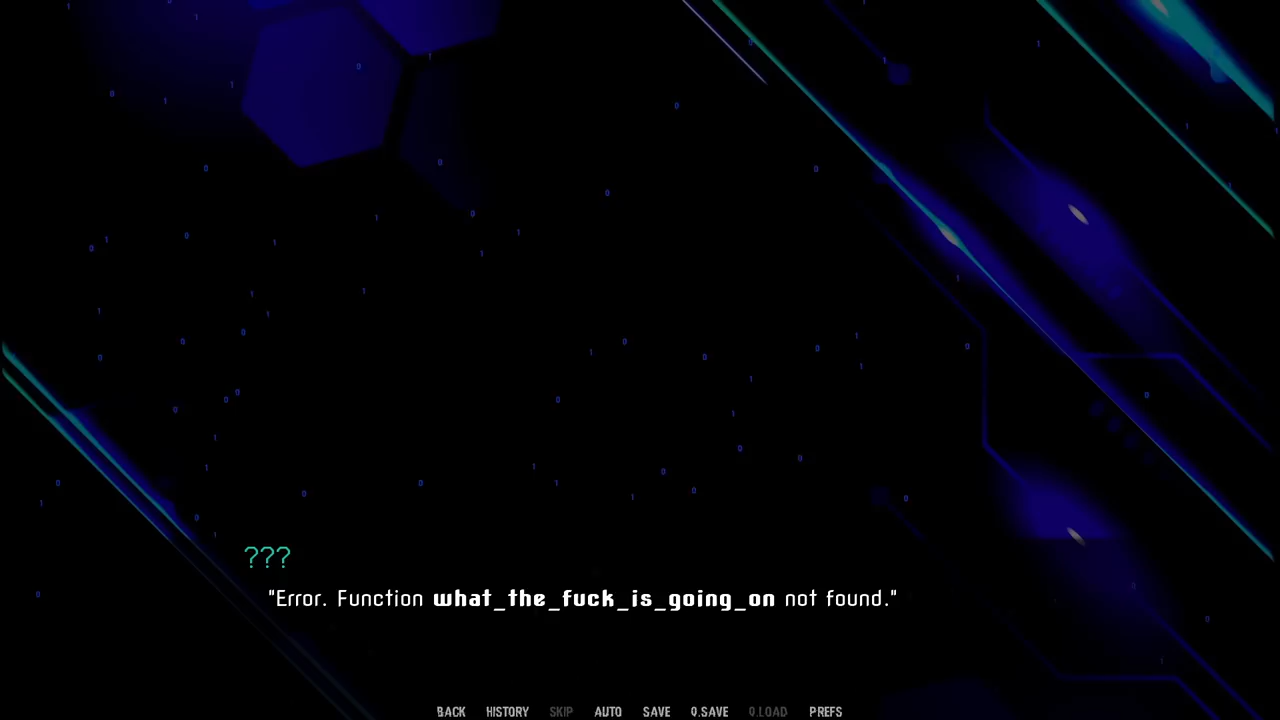 ???
"Error. Function what_the_fuck_is_going_on not found."
BACK HISTORY SKIP AUTO SAVE Q.SAVE Q.LOAD PREFS